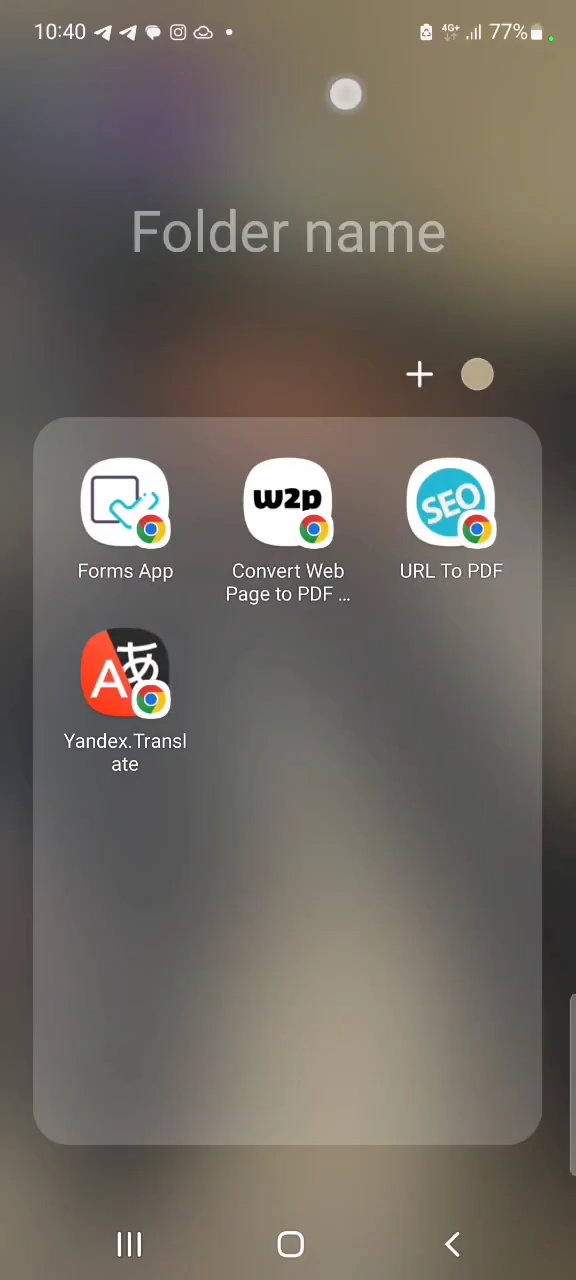 10:40
4G+
77%
Folder name
Forms App
w2p
Convert Web
Page to PDF ...
SEO
URL To PDF
Aあ
Yandex.Transl
ate